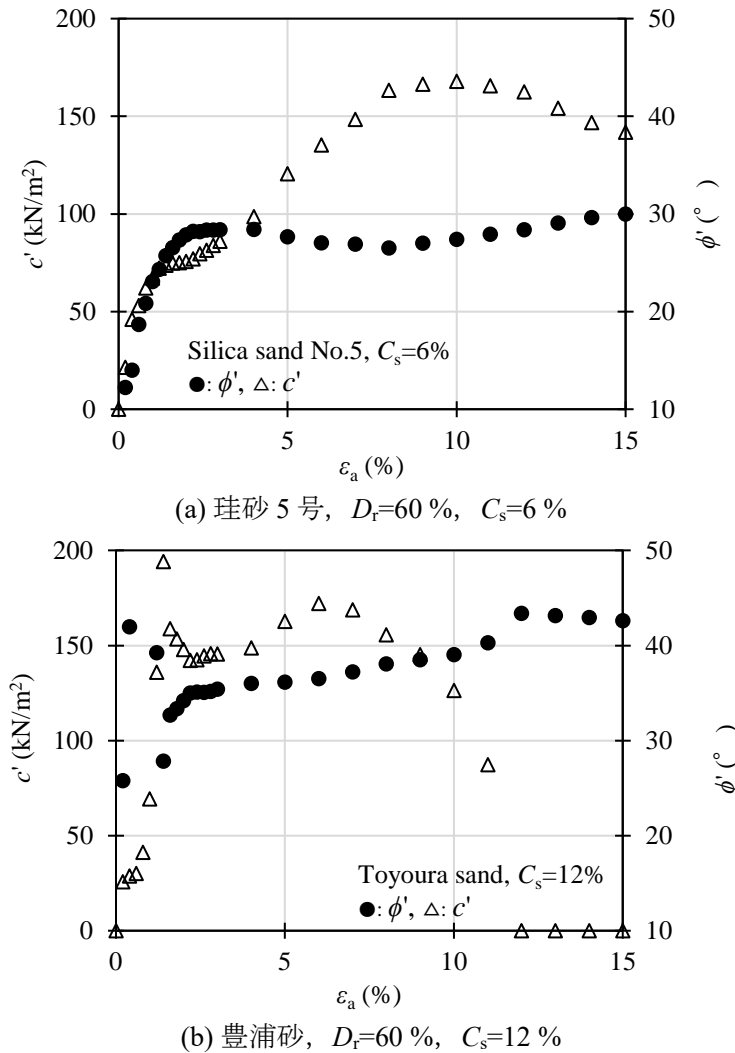 200
150
100
50
0
50
40
30
20
10
c' (kN/m²)
ϕ' (° )
Silica sand No.5, Cs=6%
●: ϕ', △: c'
0 5 10 15
εa (%)
(a) 珪砂 5 号， Dr=60 %， Cs=6 %
200
150
100
50
0
50
40
30
20
10
c' (kN/m²)
ϕ' (° )
Toyoura sand, Cs=12%
●: ϕ', △: c'
0 5 10 15
εa (%)
(b) 豊浦砂， Dr=60 %， Cs=12 %